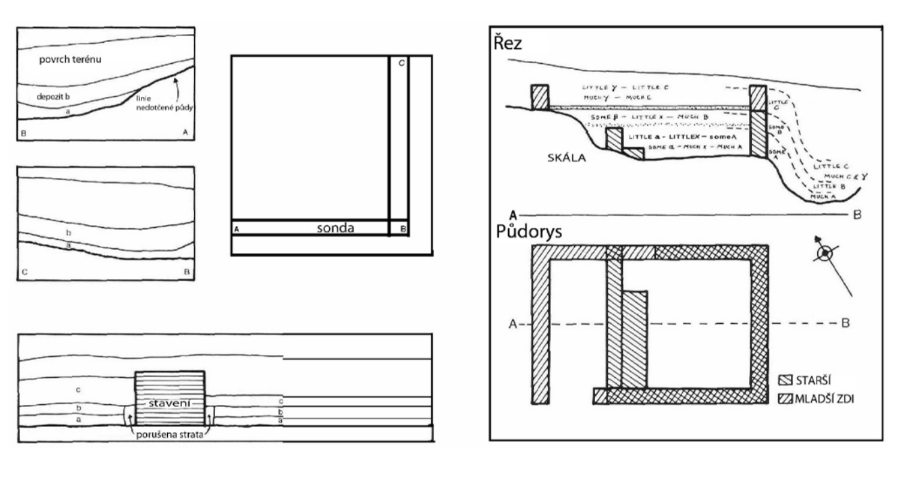 povrch terénu
depozit b
a
linie
nedotčené půdy
B
A
b
a
C
B
C
A
sonda
B
c
b
a
stavení
c
b
a
porušena strata
Řez
LITTLE γ – LITTLE C
MUCH γ – MUCH C
SOME β – LITTLE X – MUCH B
LITTLE a – LITTLE X – some A
SOME a – MUCH X – MUCH A
LITTLE
C
SOME
B
SOME
A
SKÁLA
LITTLE C
MUCH C & γ
LITTLE B
MUCH A
A
B
Půdorys
A
B
STARŠÍ
MLADŠÍ ZDI